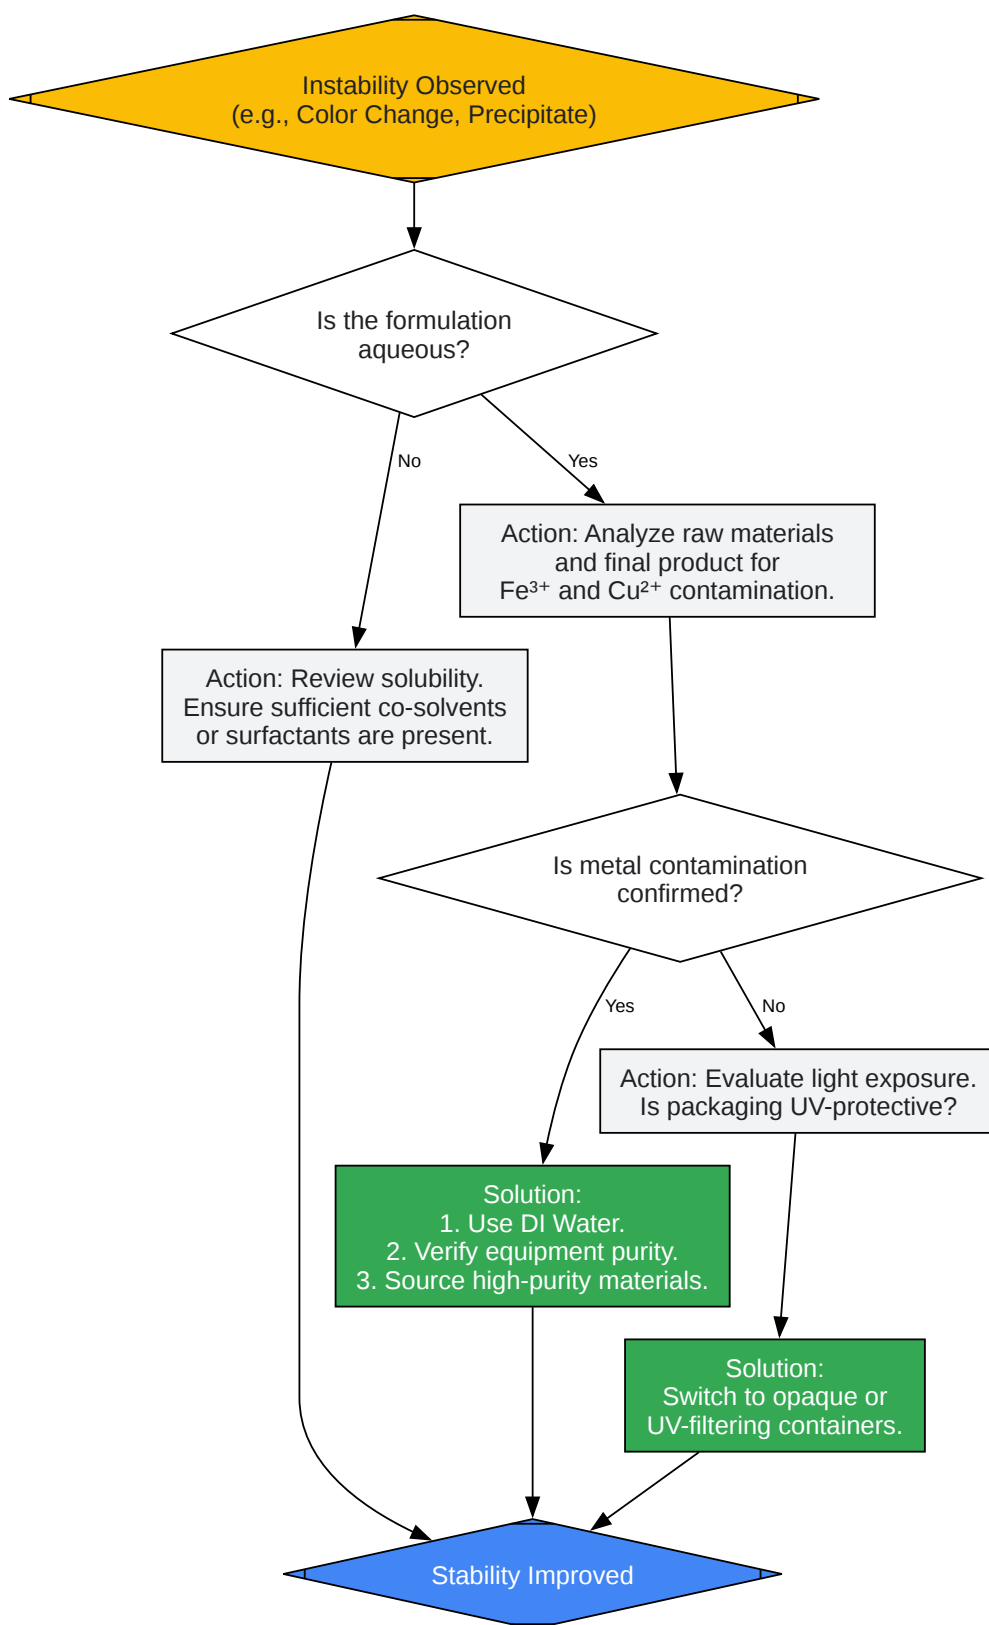 Instability Observed
(e.g., Color Change, Precipitate)
Is the formulation
aqueous?
No
Yes
Action: Analyze raw materials
and final product for
Fe³⁺ and Cu²⁺ contamination.
Action: Review solubility.
Ensure sufficient co-solvents
or surfactants are present.
Is metal contamination
confirmed?
Yes
No
Action: Evaluate light exposure.
Is packaging UV-protective?
Solution:
1. Use DI Water.
2. Verify equipment purity.
3. Source high-purity materials.
Solution:
Switch to opaque or
UV-filtering containers.
Stability Improved